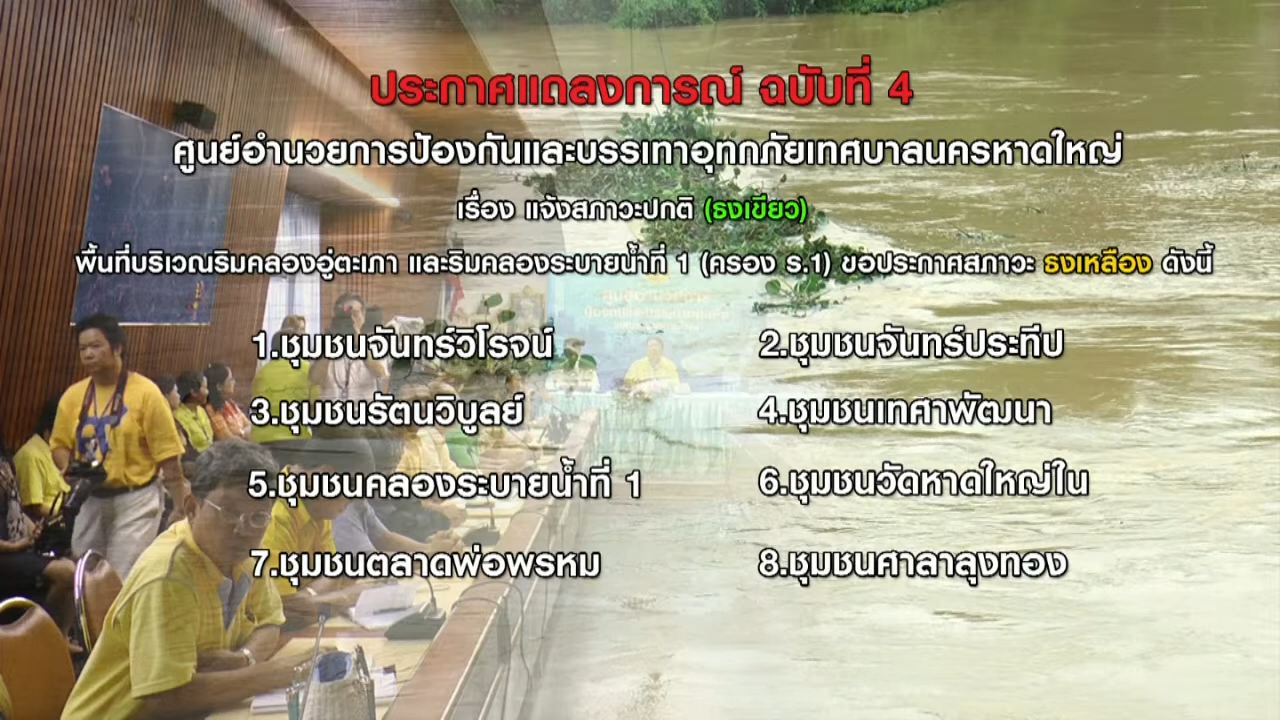 ประกาศแถลงการณ์ ฉบับที่ 4
ศูนย์อำนวยการป้องกันและบรรเทาอุทกภัยเทศบาลนครหาดใหญ่
เรื่อง แจ้งสภาวะปกติ (ธงเขียว)
พื้นที่บริเวณริมคลองอู่ตะเภา และริมคลองระบายน้ำที่ 1 (ครอง ร.1) ขอประกาศสภาวะ ธงเหลือง ดังนี้
1.ชุมชนจันทร์วิโรจน์
2.ชุมชนจันทร์ประทีป
3.ชุมชนรัตนวิบูลย์
4.ชุมชนเทศาพัฒนา
5.ชุมชนคลองระบายน้ำที่ 1
6.ชุมชนวัดหาดใหญ่ใน
7.ชุมชนตลาดพ่อพรหม
8.ชุมชนศาลาลุงทอง